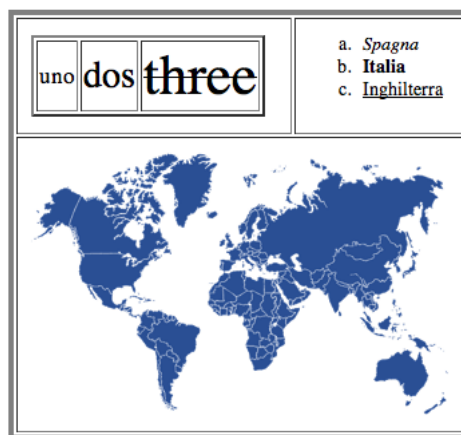 uno dos three
a. Spagna
b. Italia
c. Inghilterra